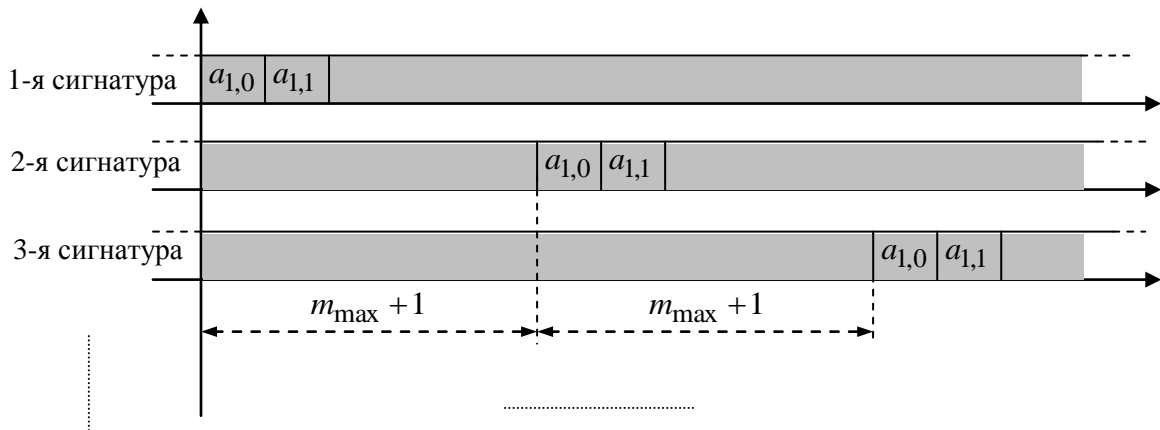 1-я сигнатура a1,0 a1,1
2-я сигнатура a1,0 a1,1
3-я сигнатура a1,0 a1,1
mmax +1 mmax +1